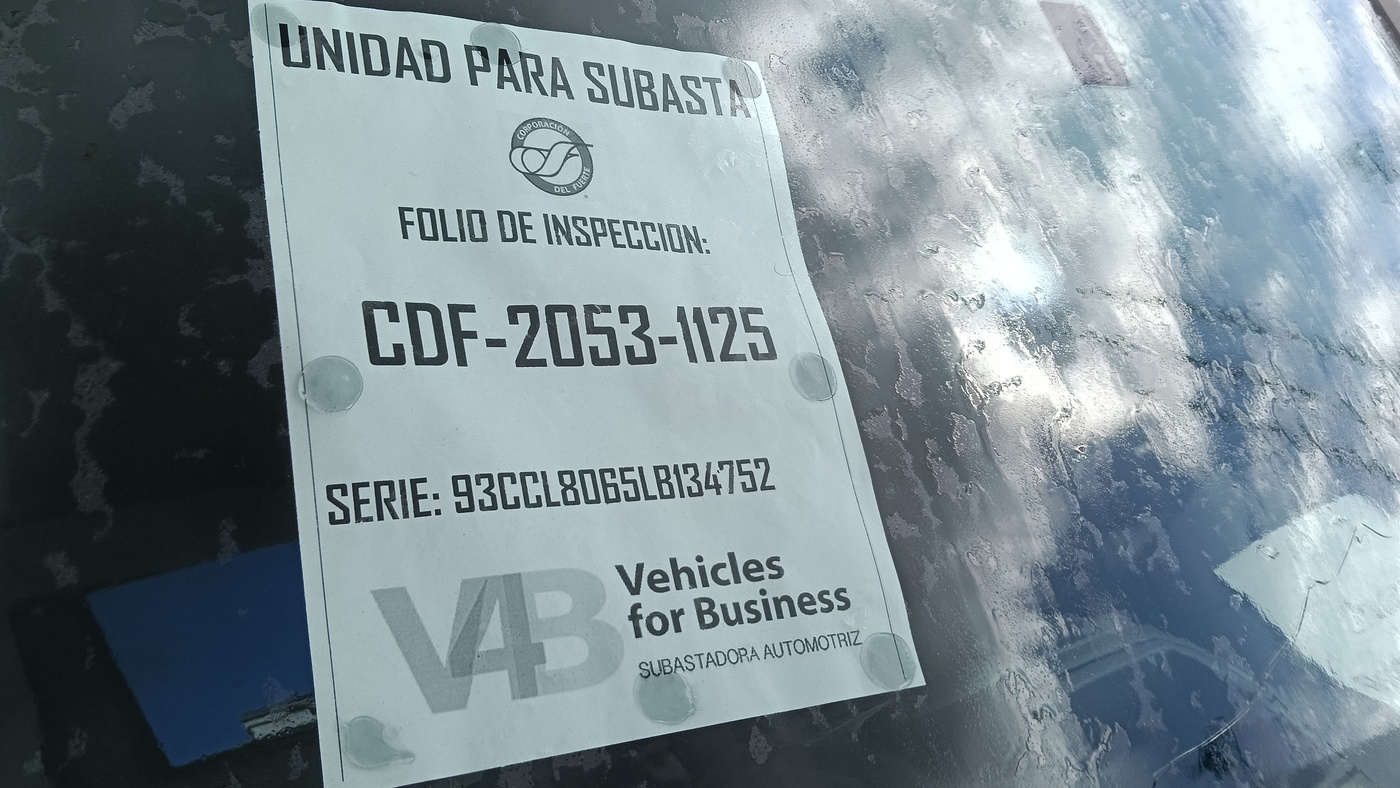 UNIDAD PARA SUBASTA
CORPORACIÓN
DEL FUERTE
FOLIO DE INSPECCION:
CDF-2053-1125
SERIE: 93CCL8065LB134752
V4B
Vehicles
for Business
SUBASTADORA AUTOMOTRIZ